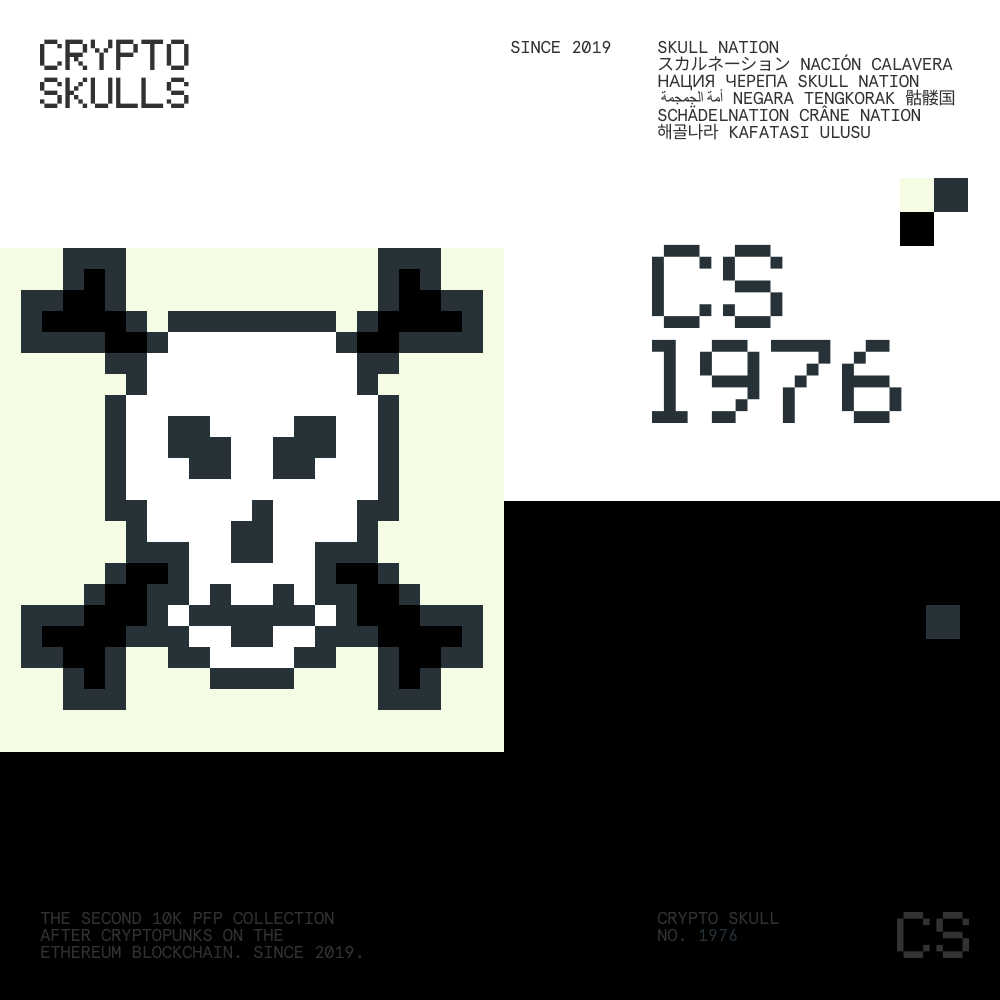 CRYPTO
SKULLS
SINCE 2019
SKULL NATION
スカルネーション NACIÓN CALAVERA
НАЦИЯ ЧЕРЕПА SKULL NATION
أمة الجمجمة NEGARA TENGKORAK 骷髅国
SCHÄDELNATION CRÂNE NATION
해골나라 KAFATASI ULUSU
CS
1976
THE SECOND 10K PFP COLLECTION
AFTER CRYPTOPUNKS ON THE
ETHEREUM BLOCKCHAIN. SINCE 2019.
CRYPTO SKULL
NO. 1976
CS